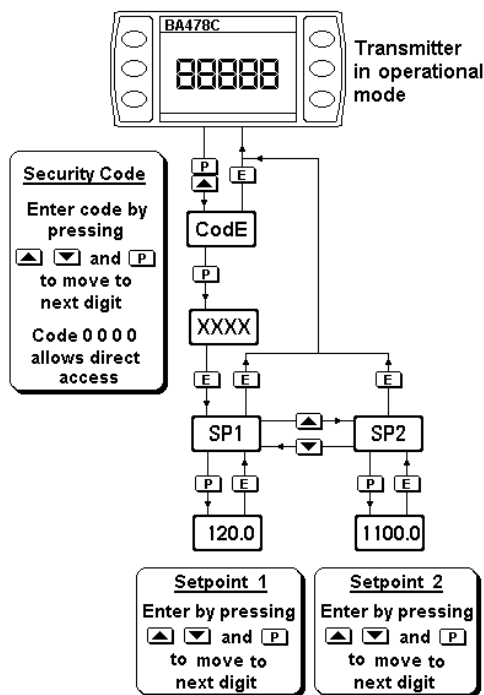 BA478C
88888
Transmitter
in operational
mode
P
E
Security Code
Enter code by
pressing
and P
to move to
next digit
Code 0 0 0 0
allows direct
access
CodE
P
XXXX
E E E
SP1 SP2
P E P E
120.0 1100.0
Setpoint 1
Enter by pressing
and P
to move to
next digit
Setpoint 2
Enter by pressing
and P
to move to
next digit